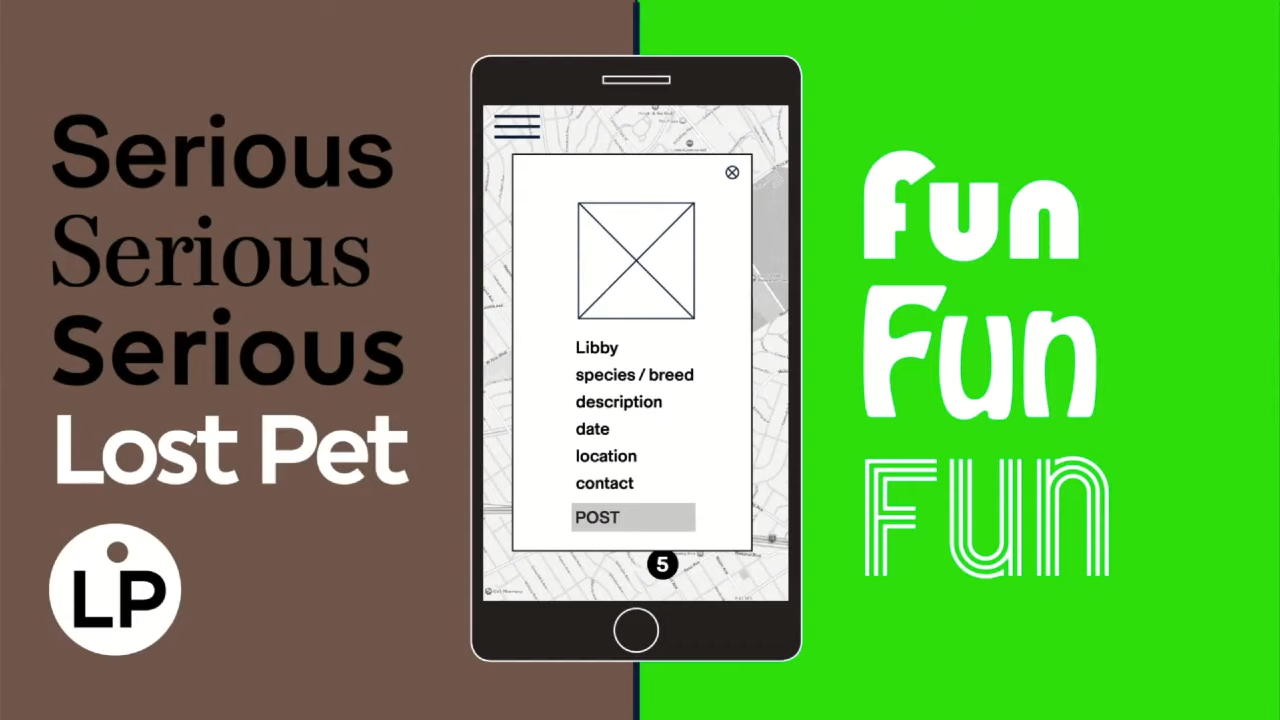 Serious
Serious
Serious
Lost Pet
LP
Libby
species / breed
description
date
location
contact
POST
5
fun
Fun
Fun